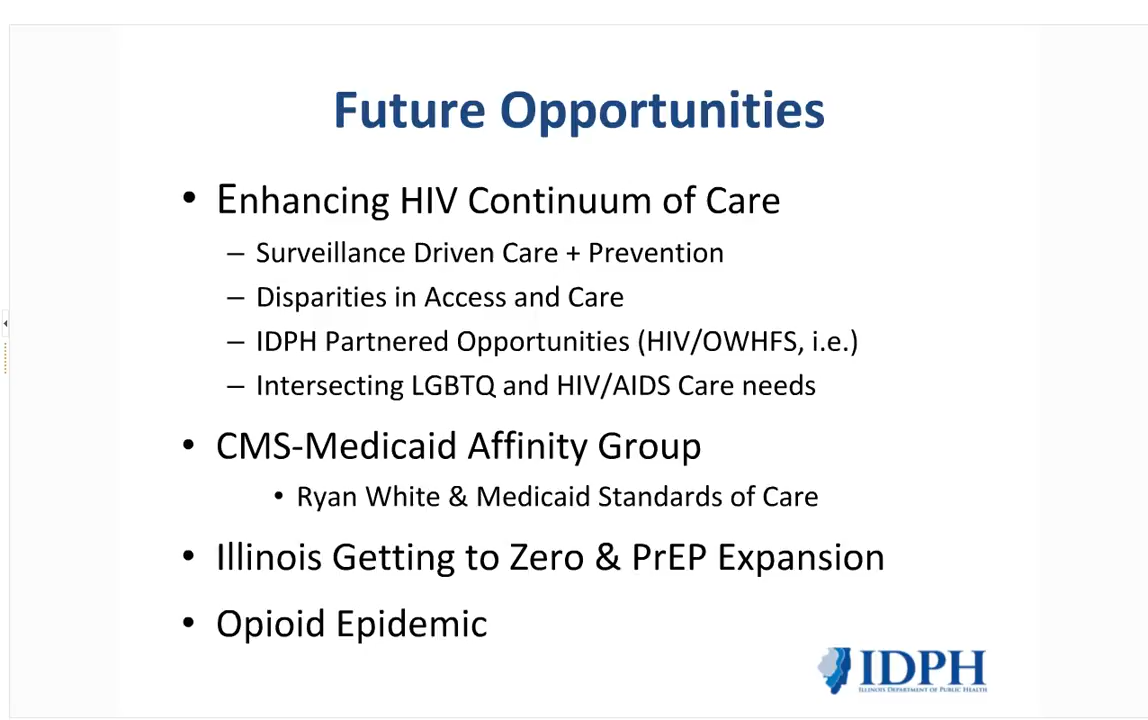 Future Opportunities
• Enhancing HIV Continuum of Care
– Surveillance Driven Care + Prevention
– Disparities in Access and Care
– IDPH Partnered Opportunities (HIV/OWHFS, i.e.)
– Intersecting LGBTQ and HIV/AIDS Care needs
• CMS-Medicaid Affinity Group
• Ryan White & Medicaid Standards of Care
• Illinois Getting to Zero & PrEP Expansion
• Opioid Epidemic
IDPH
ILLINOIS DEPARTMENT OF PUBLIC HEALTH